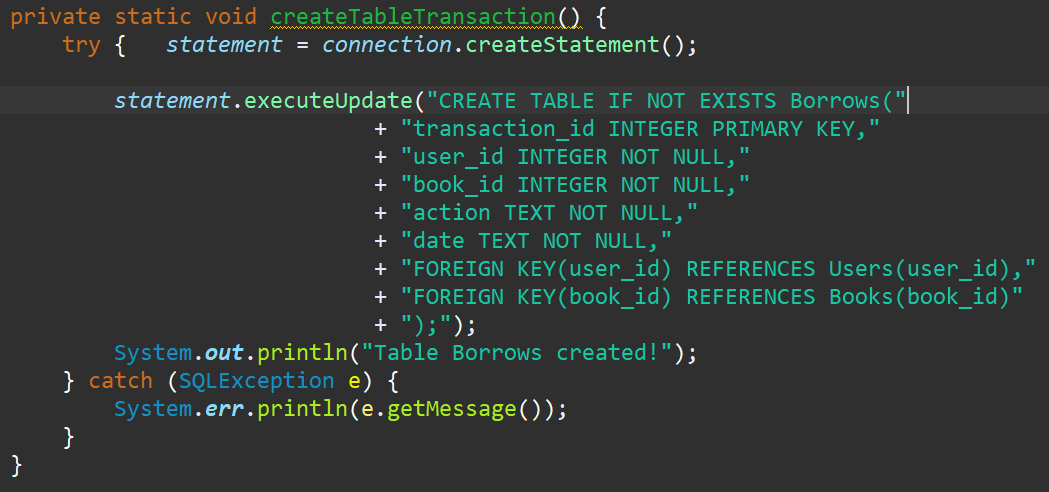 private static void createTableTransaction() {
    try {   statement = connection.createStatement();

        statement.executeUpdate("CREATE TABLE IF NOT EXISTS Borrows("
                            + "transaction_id INTEGER PRIMARY KEY,"
                            + "user_id INTEGER NOT NULL,"
                            + "book_id INTEGER NOT NULL,"
                            + "action TEXT NOT NULL,"
                            + "date TEXT NOT NULL,"
                            + "FOREIGN KEY(user_id) REFERENCES Users(user_id),"
                            + "FOREIGN KEY(book_id) REFERENCES Books(book_id)"
                            + ");");
        System.out.println("Table Borrows created!");
    } catch (SQLException e) {
        System.err.println(e.getMessage());
    }
}